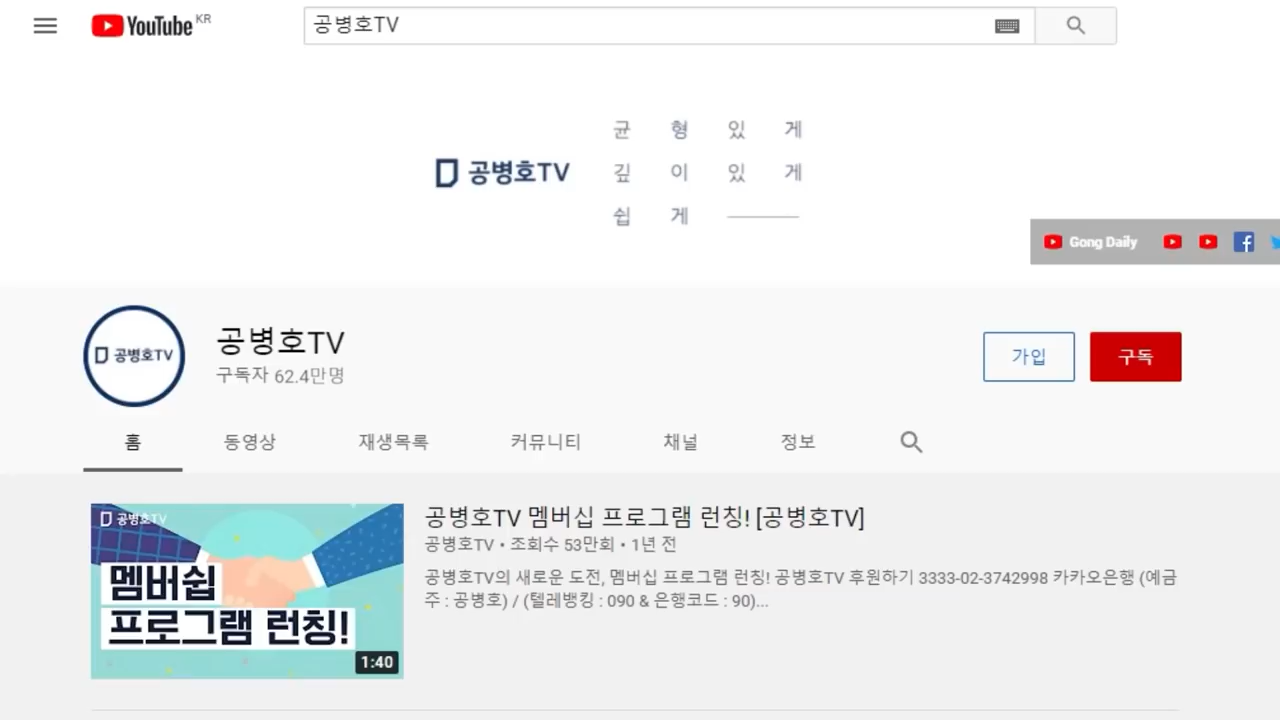 YouTube KR
공병호TV
균 형 있 게
공병호TV
깊 이 있 게
쉽 게
Gong Daily
공병호TV
공병호TV
구독자 62.4만명
가입
구독
홈 동영상 재생목록 커뮤니티 채널 정보
공병호TV
멤버쉽
프로그램 런칭!
1:40
공병호TV 멤버십 프로그램 런칭! [공병호TV]
공병호TV • 조회수 53만회 • 1년 전
공병호TV의 새로운 도전, 멤버십 프로그램 런칭! 공병호TV 후원하기 3333-02-3742998 카카오은행 (예금
주 : 공병호) / (텔레뱅킹 : 090 & 은행코드 : 90)...